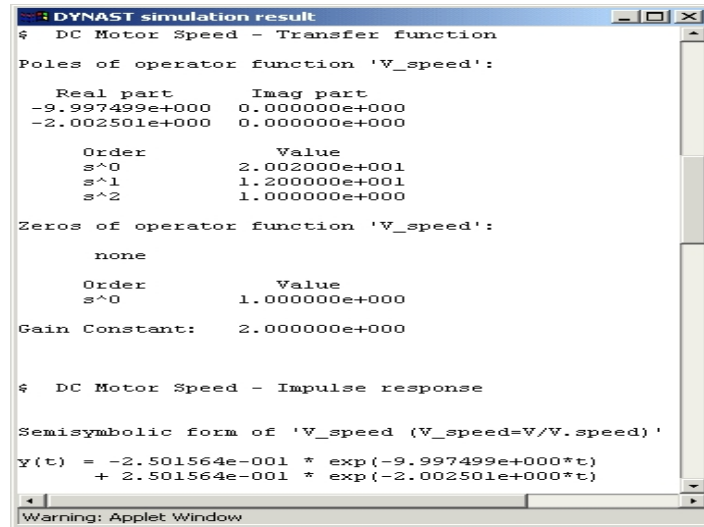 DYNAST simulation result
$ DC Motor Speed - Transfer function
Poles of operator function 'V_speed':
Real part Imag part
-9.997499e+000 0.000000e+000
-2.002501e+000 0.000000e+000
Order Value
s^0 2.002000e+001
s^1 1.200000e+001
s^2 1.000000e+000
Zeros of operator function 'V_speed':
none
Order Value
s^0 1.000000e+000
Gain Constant: 2.000000e+000
$ DC Motor Speed - Impulse response
Semisymbolic form of 'V_speed (V_speed=V/V.speed)'
y(t) = -2.501564e-001 * exp(-9.997499e+000*t)
+ 2.501564e-001 * exp(-2.002501e+000*t)
Warning: Applet Window